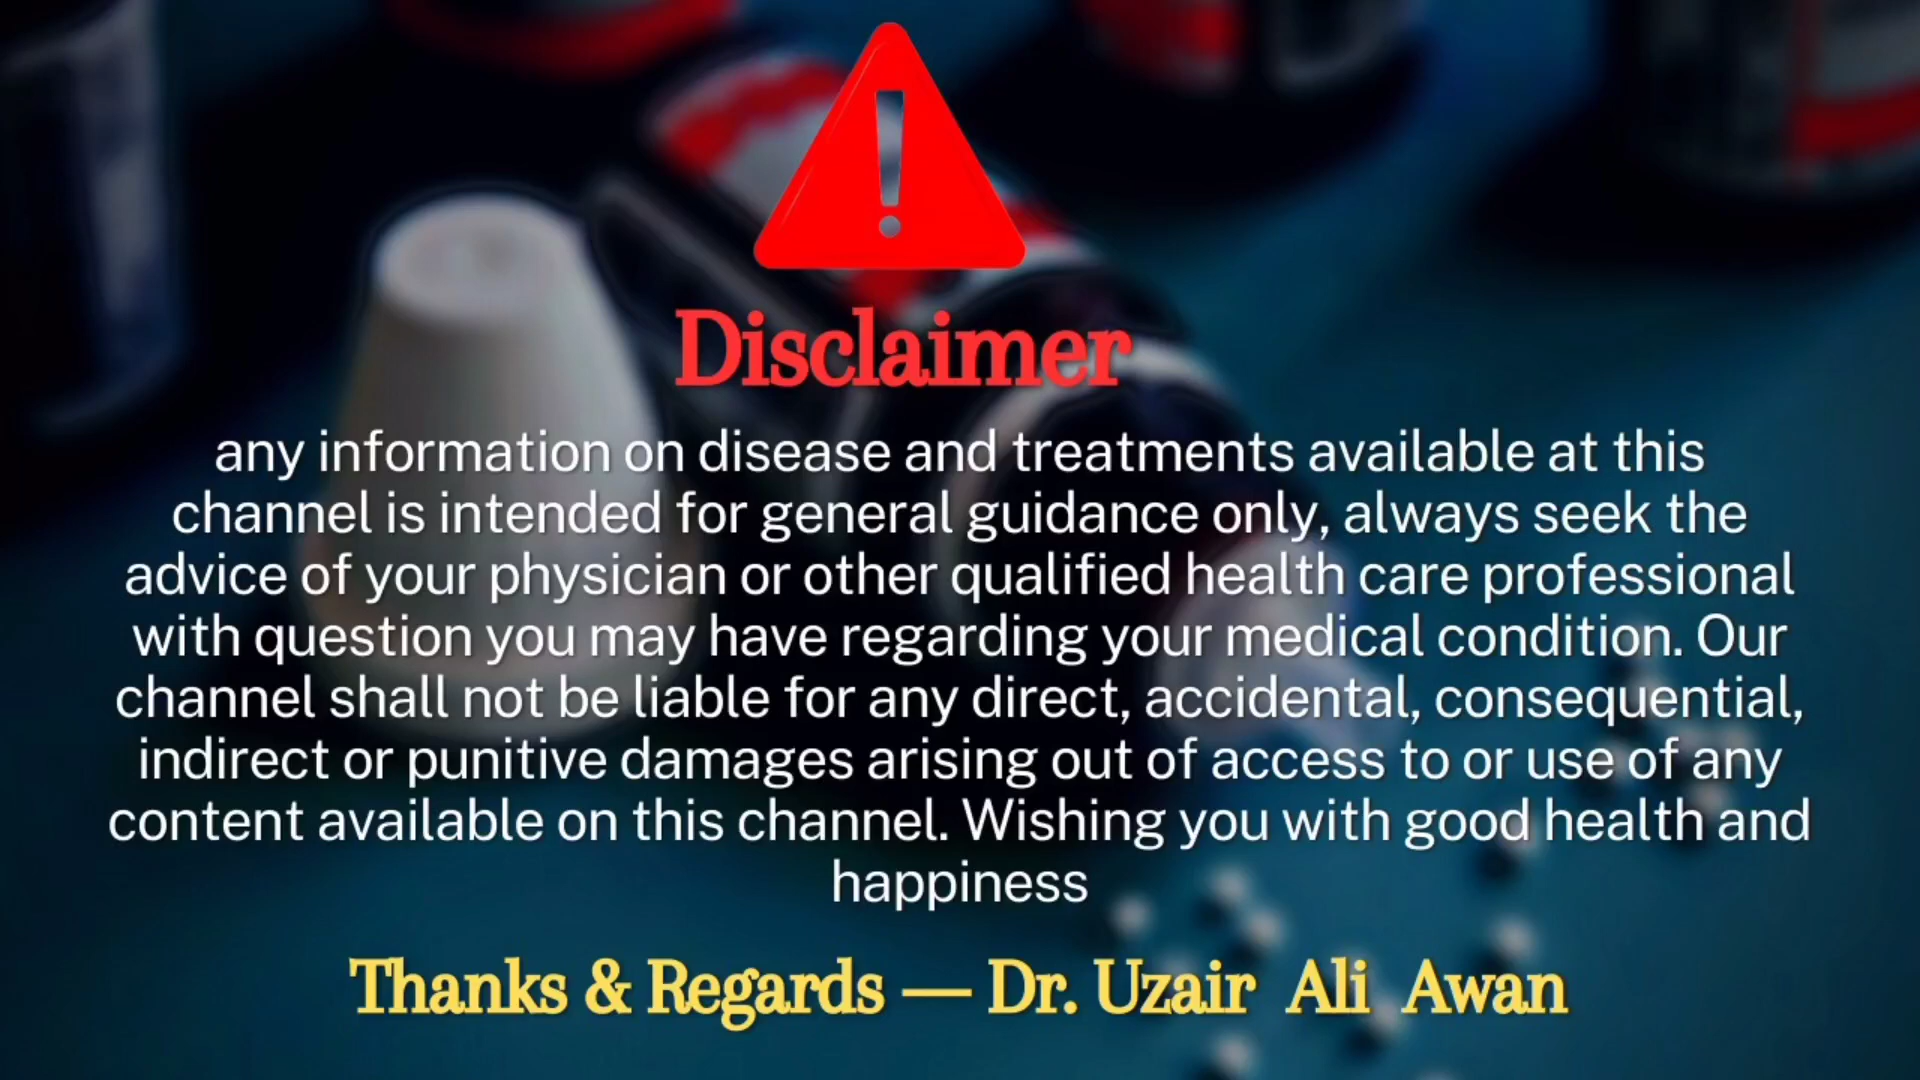 Disclaimer
any information on disease and treatments available at this
channel is intended for general guidance only, always seek the
advice of your physician or other qualified health care professional
with question you may have regarding your medical condition. Our
channel shall not be liable for any direct, accidental, consequential,
indirect or punitive damages arising out of access to or use of any
content available on this channel. Wishing you with good health and
happiness
Thanks & Regards — Dr. Uzair Ali Awan